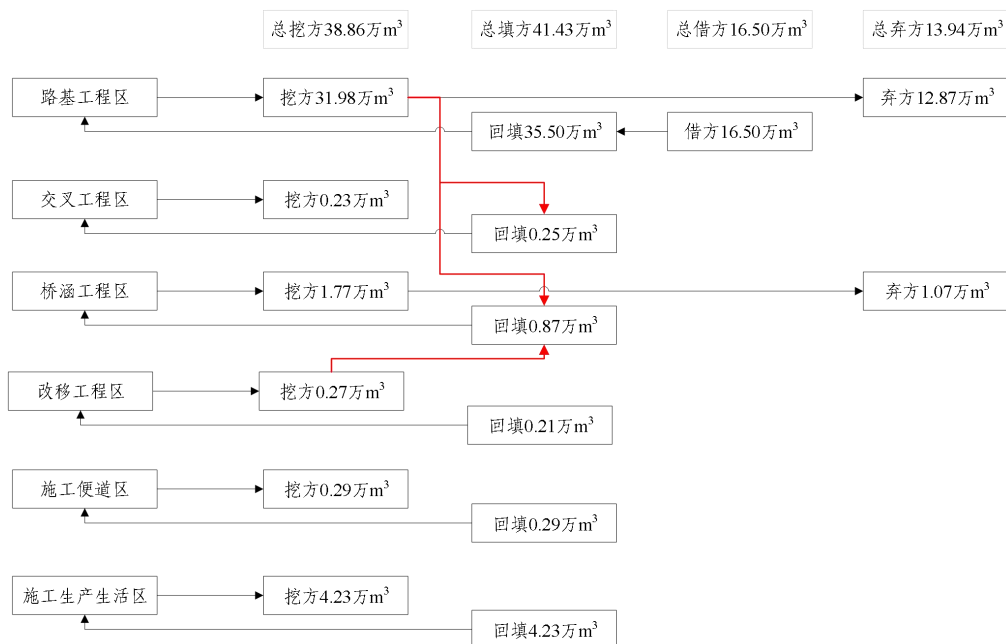 总挖方38.86万m³ 总填方41.43万m³ 总借方16.50万m³ 总弃方13.94万m³
路基工程区 挖方31.98万m³ 弃方12.87万m³
回填35.50万m³ 借方16.50万m³
交叉工程区 挖方0.23万m³
回填0.25万m³
桥涵工程区 挖方1.77万m³ 弃方1.07万m³
回填0.87万m³
改移工程区 挖方0.27万m³
回填0.21万m³
施工便道区 挖方0.29万m³
回填0.29万m³
施工生产生活区 挖方4.23万m³
回填4.23万m³